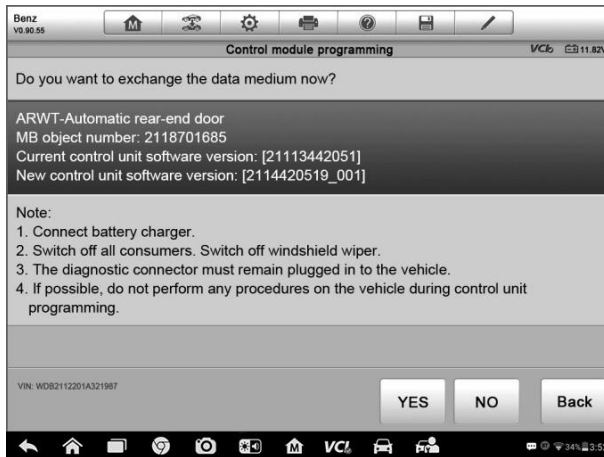 Benz
V0.90.55
Control module programming
VCI 11.82V
Do you want to exchange the data medium now?
ARWT-Automatic rear-end door
MB object number: 2118701685
Current control unit software version: [21113442051]
New control unit software version: [2114420519_001]
Note:
1. Connect battery charger.
2. Switch off all consumers. Switch off windshield wiper.
3. The diagnostic connector must remain plugged in to the vehicle.
4. If possible, do not perform any procedures on the vehicle during control unit
programming.
VIN: WDB2112201A321987
YES NO Back
M VCI 34% 3:5